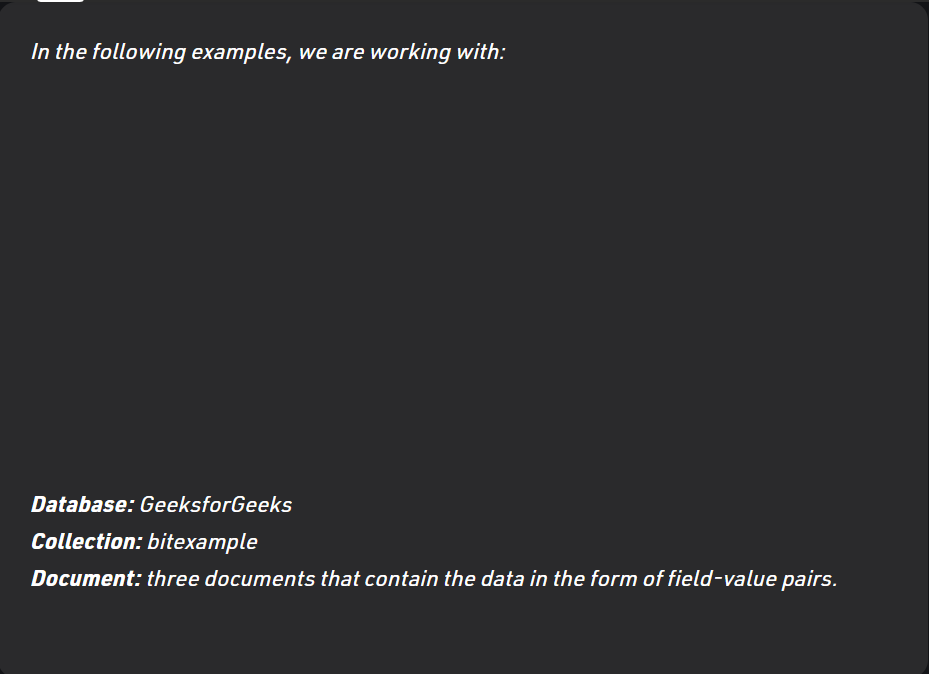 In the following examples, we are working with:
Database: GeeksforGeeks
Collection: bitexample
Document: three documents that contain the data in the form of field-value pairs.